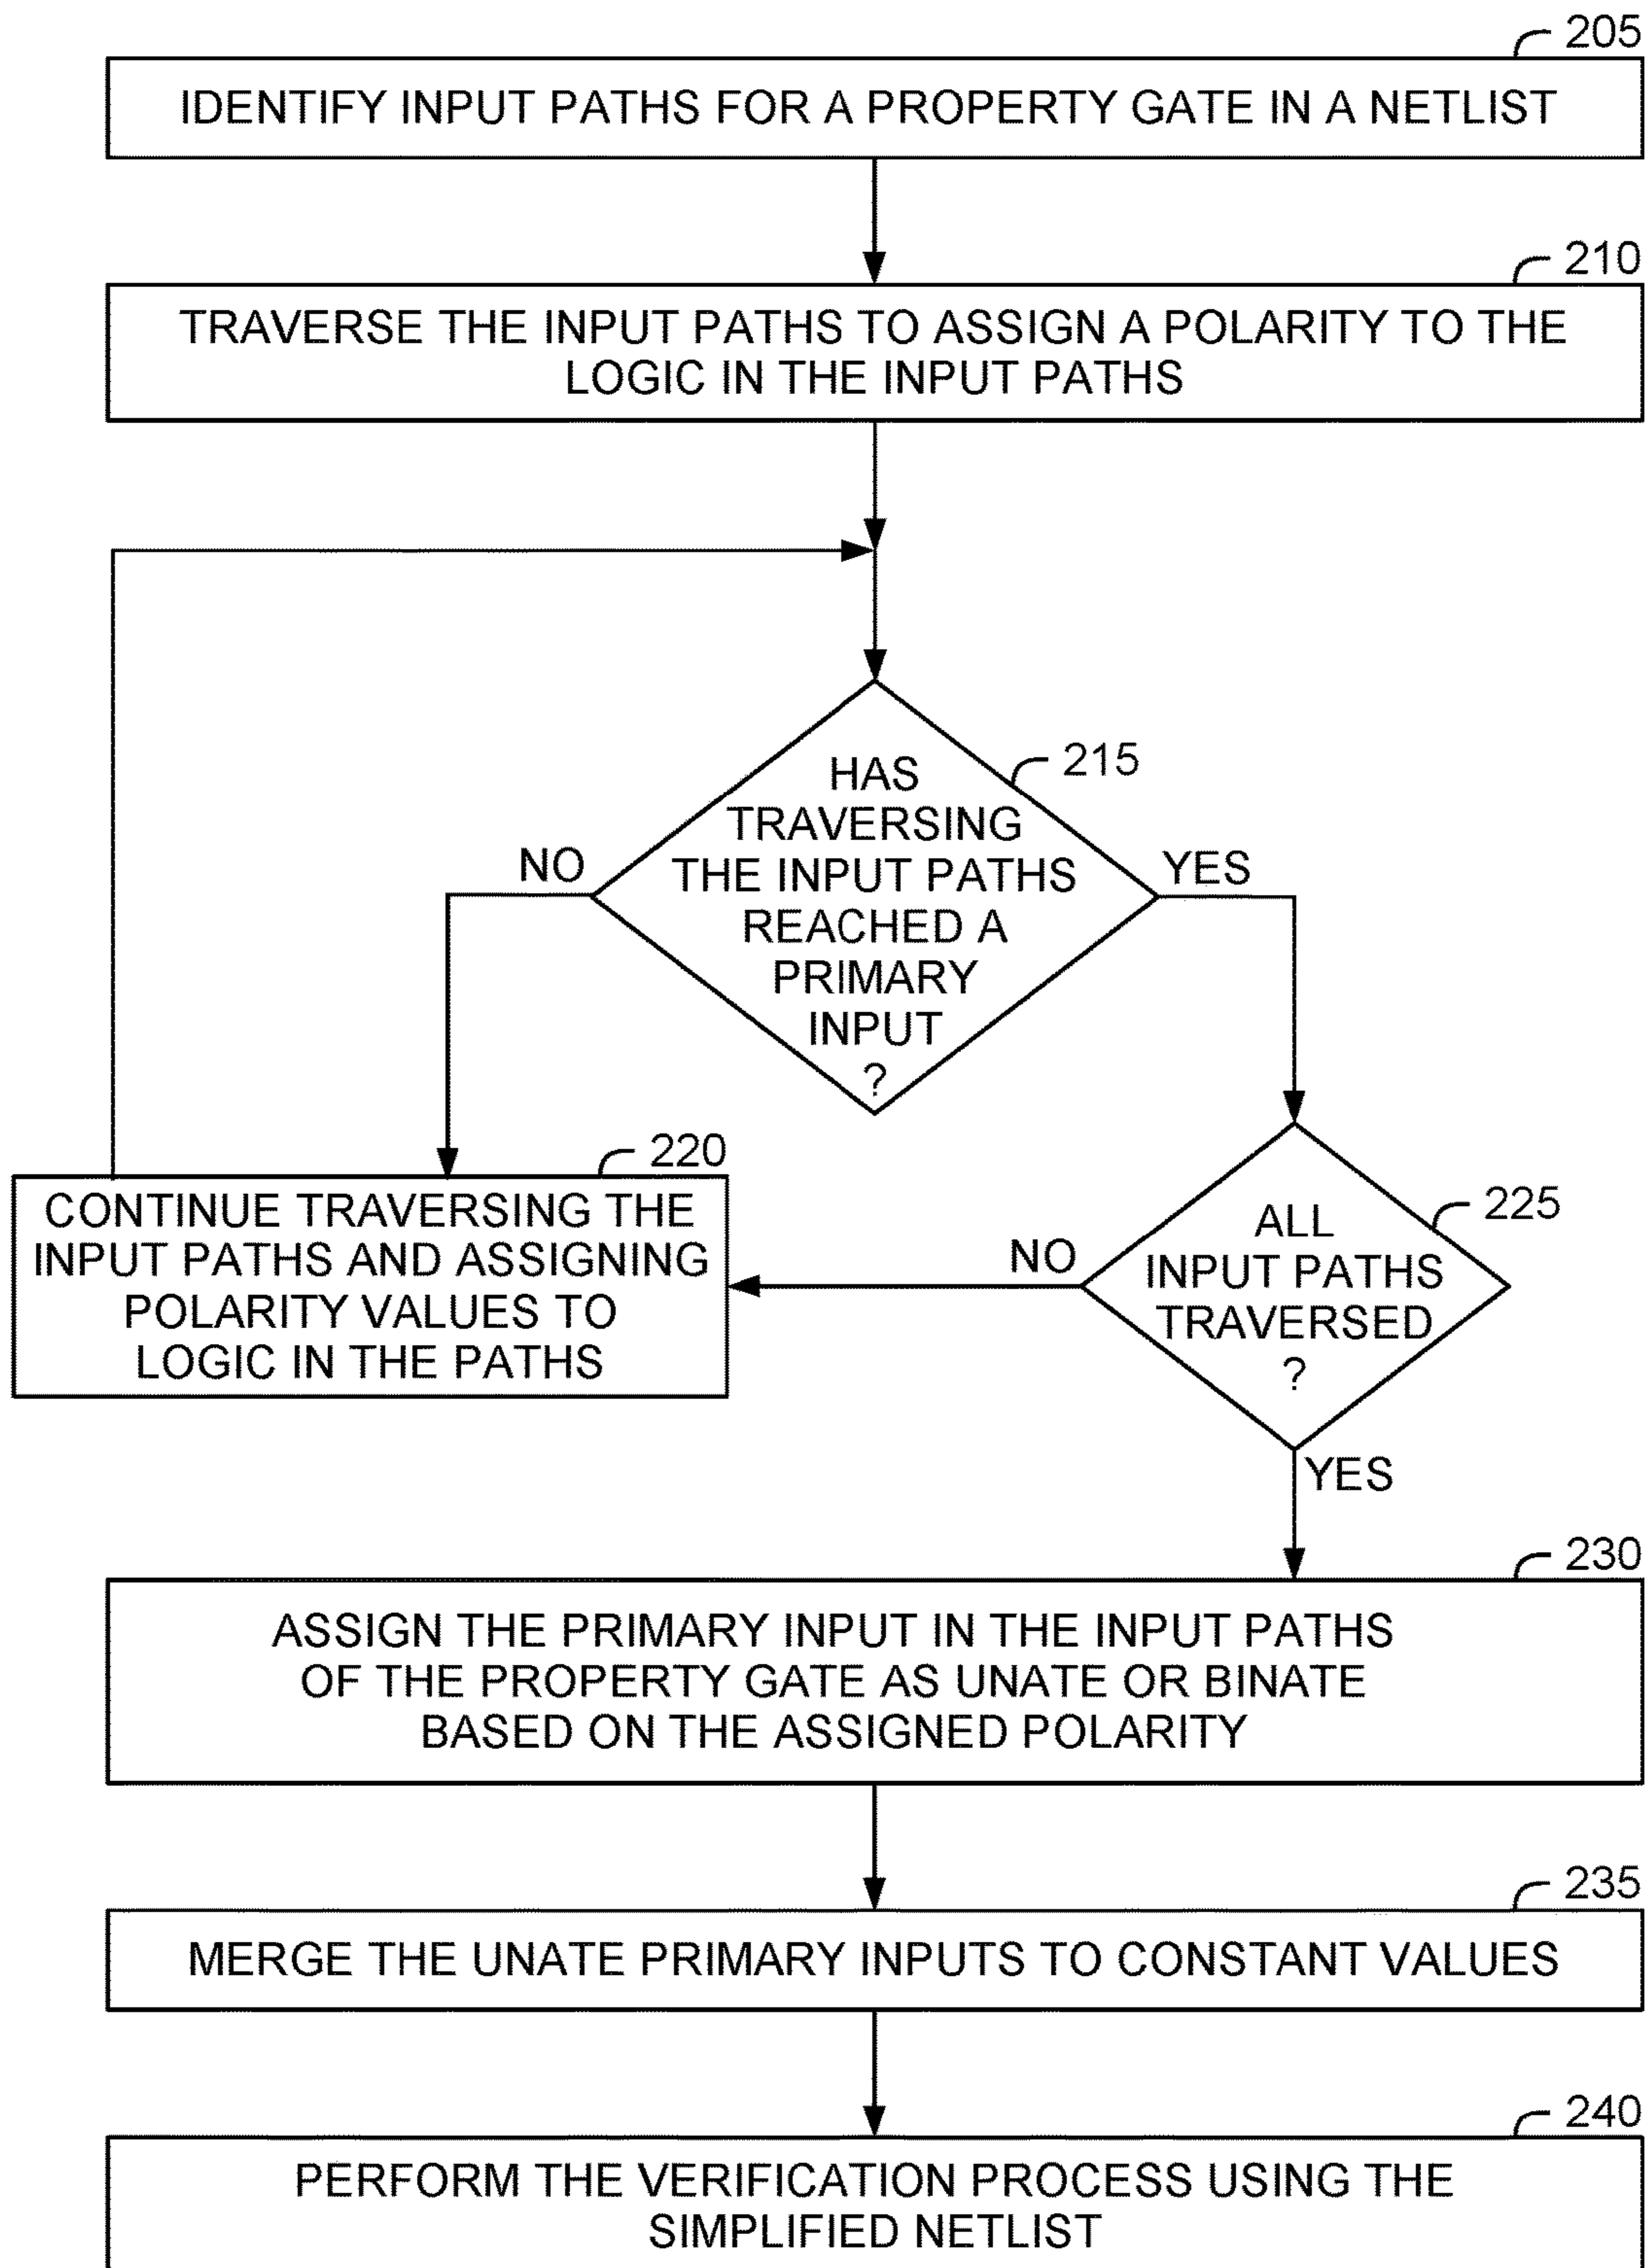 205
IDENTIFY INPUT PATHS FOR A PROPERTY GATE IN A NETLIST
210
TRAVERSE THE INPUT PATHS TO ASSIGN A POLARITY TO THE
LOGIC IN THE INPUT PATHS
215
HAS
TRAVERSING
THE INPUT PATHS
REACHED A
PRIMARY
INPUT
?
NO
YES
220
CONTINUE TRAVERSING THE
INPUT PATHS AND ASSIGNING
POLARITY VALUES TO
LOGIC IN THE PATHS
225
ALL
INPUT PATHS
TRAVERSED
?
NO
YES
230
ASSIGN THE PRIMARY INPUT IN THE INPUT PATHS
OF THE PROPERTY GATE AS UNATE OR BINATE
BASED ON THE ASSIGNED POLARITY
235
MERGE THE UNATE PRIMARY INPUTS TO CONSTANT VALUES
240
PERFORM THE VERIFICATION PROCESS USING THE
SIMPLIFIED NETLIST